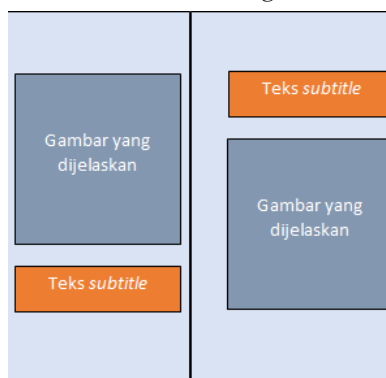 Gambar yang
dijelaskan
Teks subtitle
Teks subtitle
Gambar yang
dijelaskan